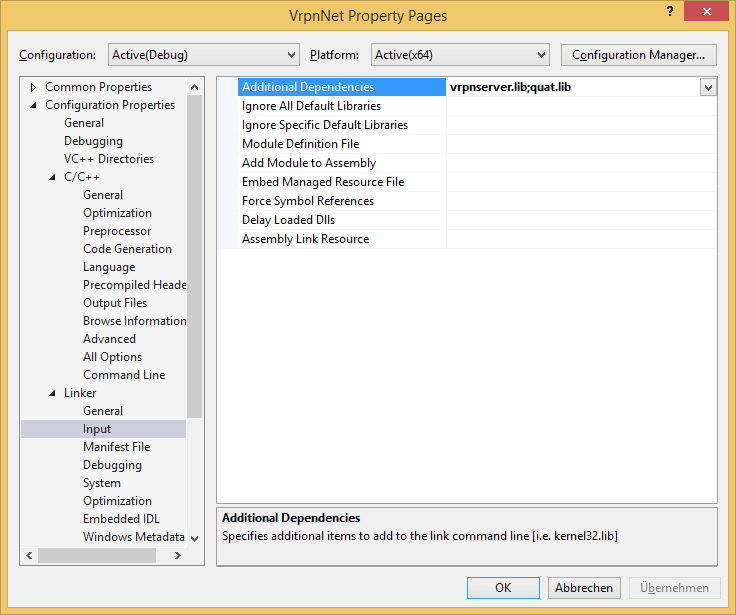 VrpnNet Property Pages
?
Configuration: Active(Debug) Platform: Active(x64) Configuration Manager...
Common Properties
Configuration Properties
General
Debugging
VC++ Directories
C/C++
General
Optimization
Preprocessor
Code Generation
Language
Precompiled Heade
Output Files
Browse Information
Advanced
All Options
Command Line
Linker
General
Input
Manifest File
Debugging
System
Optimization
Embedded IDL
Windows Metadata
Additional Dependencies vrpnserver.lib;quat.lib
Ignore All Default Libraries
Ignore Specific Default Libraries
Module Definition File
Add Module to Assembly
Embed Managed Resource File
Force Symbol References
Delay Loaded Dlls
Assembly Link Resource
Additional Dependencies
Specifies additional items to add to the link command line [i.e. kernel32.lib]
OK Abbrechen Übernehmen